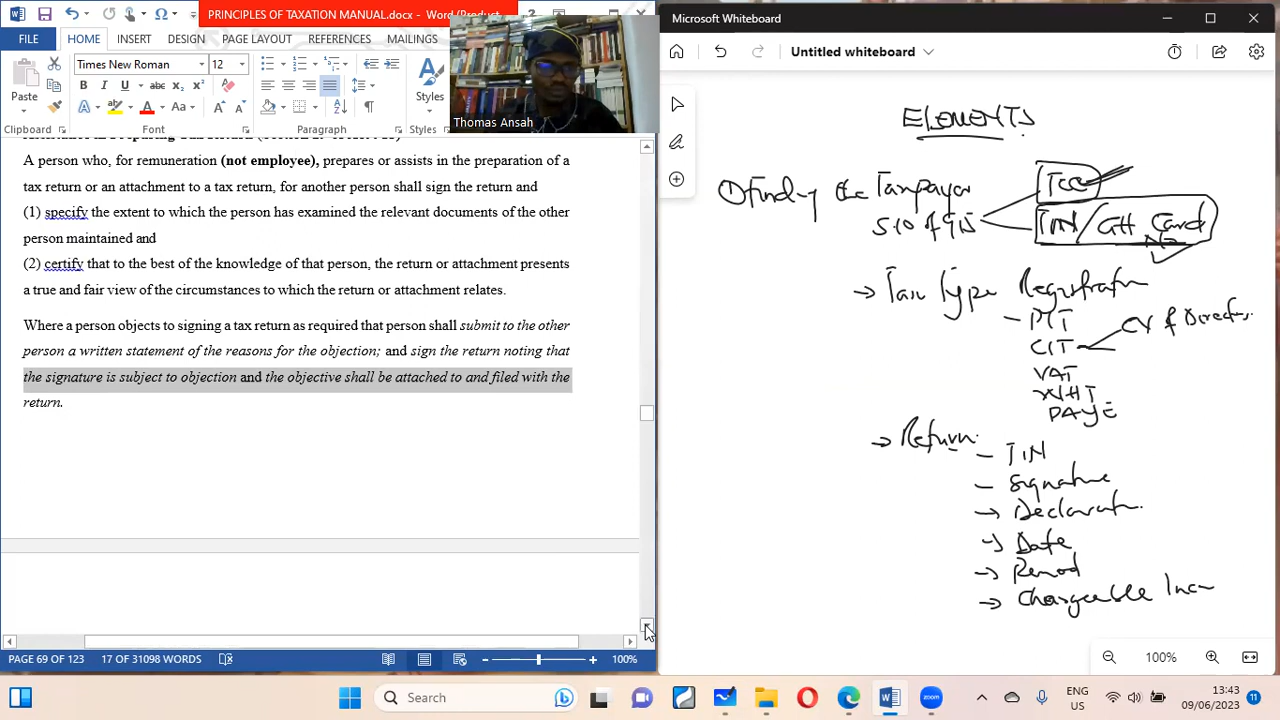 PRINCIPLES OF TAXATION MANUAL.docx - Word (Product
FILE HOME INSERT DESIGN PAGE LAYOUT REFERENCES MAILINGS
Paste
Times New Roman 12
B I U abc X₂ X²
Aa A A
Styles
Clipboard Font Paragraph Styles
Thomas Ansah
A person who, for remuneration (not employee), prepares or assists in the preparation of a
tax return or an attachment to a tax return, for another person shall sign the return and
(1) specify the extent to which the person has examined the relevant documents of the other
person maintained and
(2) certify that to the best of the knowledge of that person, the return or attachment presents
a true and fair view of the circumstances to which the return or attachment relates.
Where a person objects to signing a tax return as required that person shall submit to the other
person a written statement of the reasons for the objection; and sign the return noting that
the signature is subject to objection and the objective shall be attached to and filed with the
return.
PAGE 69 OF 123 17 OF 31098 WORDS 100%
Microsoft Whiteboard
Untitled whiteboard
ELEMENTS
① Finding the Taxpayer
TCC
S.10 of 915
TIN/GH Card
No
→ Tax Type Registration
- PIT
CIT
CV of Directors.
VAT
WHT
PAYE
→ Return.
- TIN
- Signature
→ Declaration.
→ Date
→ Period
→ Chargeable Inc
100%
Search
ENG
US
13:43
09/06/2023
11